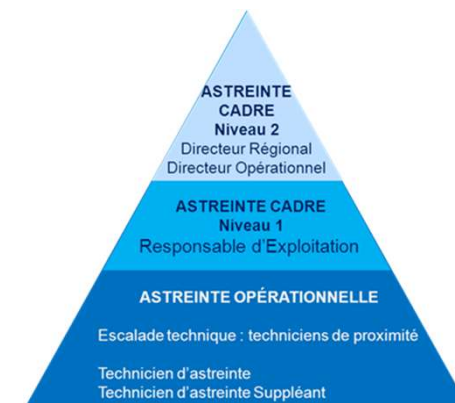 ASTREINTE
CADRE
Niveau 2
Directeur Régional
Directeur Opérationnel
ASTREINTE CADRE
Niveau 1
Responsable d'Exploitation
ASTREINTE OPÉRATIONNELLE
Escalade technique : techniciens de proximité
Technicien d'astreinte
Technicien d'astreinte Suppléant